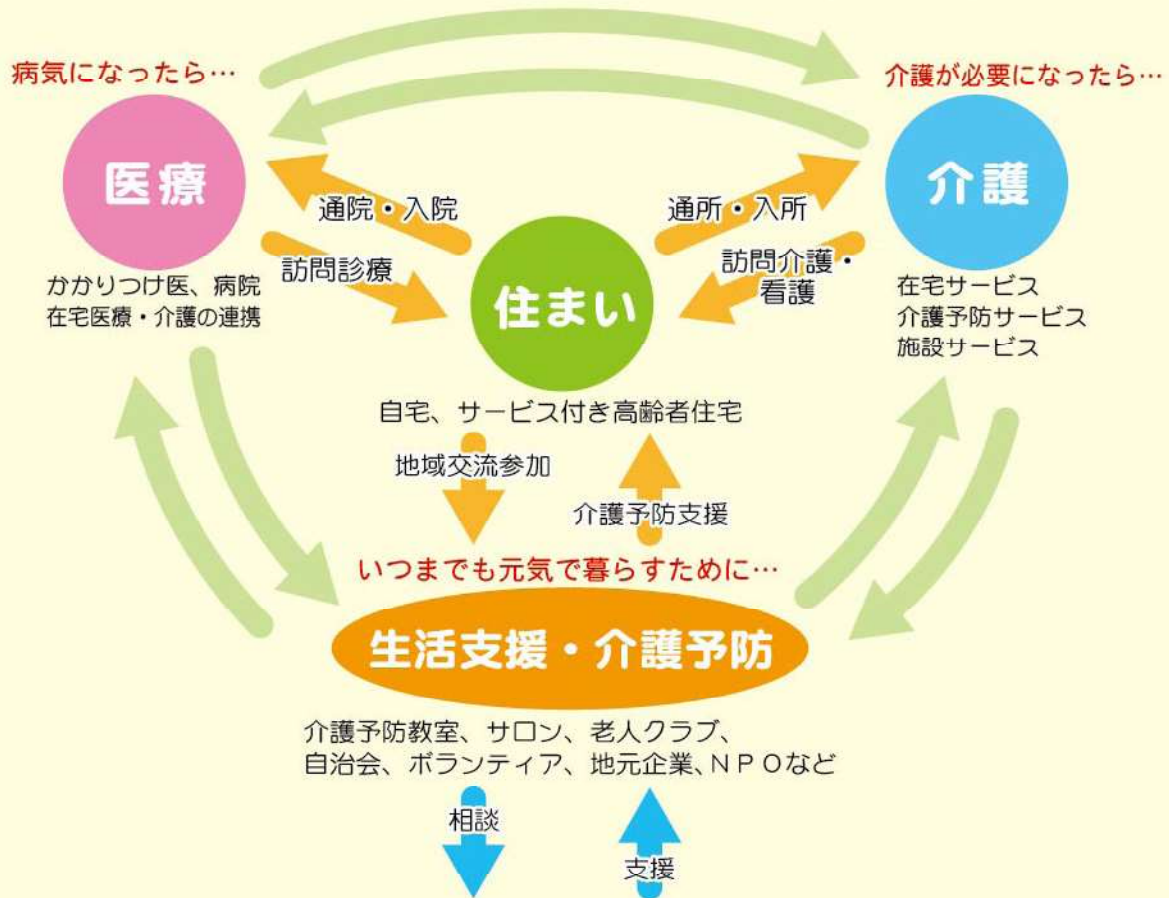 病気になったら…
介護が必要になったら…
医療
介護
通院・入院
通所・入所
訪問診療
訪問介護・
看護
住まい
かかりつけ医、病院
在宅医療・介護の連携
在宅サービス
介護予防サービス
施設サービス
自宅、サービス付き高齢者住宅
地域交流参加
介護予防支援
いつまでも元気で暮らすために…
生活支援・介護予防
介護予防教室、サロン、老人クラブ、
自治会、ボランティア、地元企業、ＮＰＯなど
相談
支援